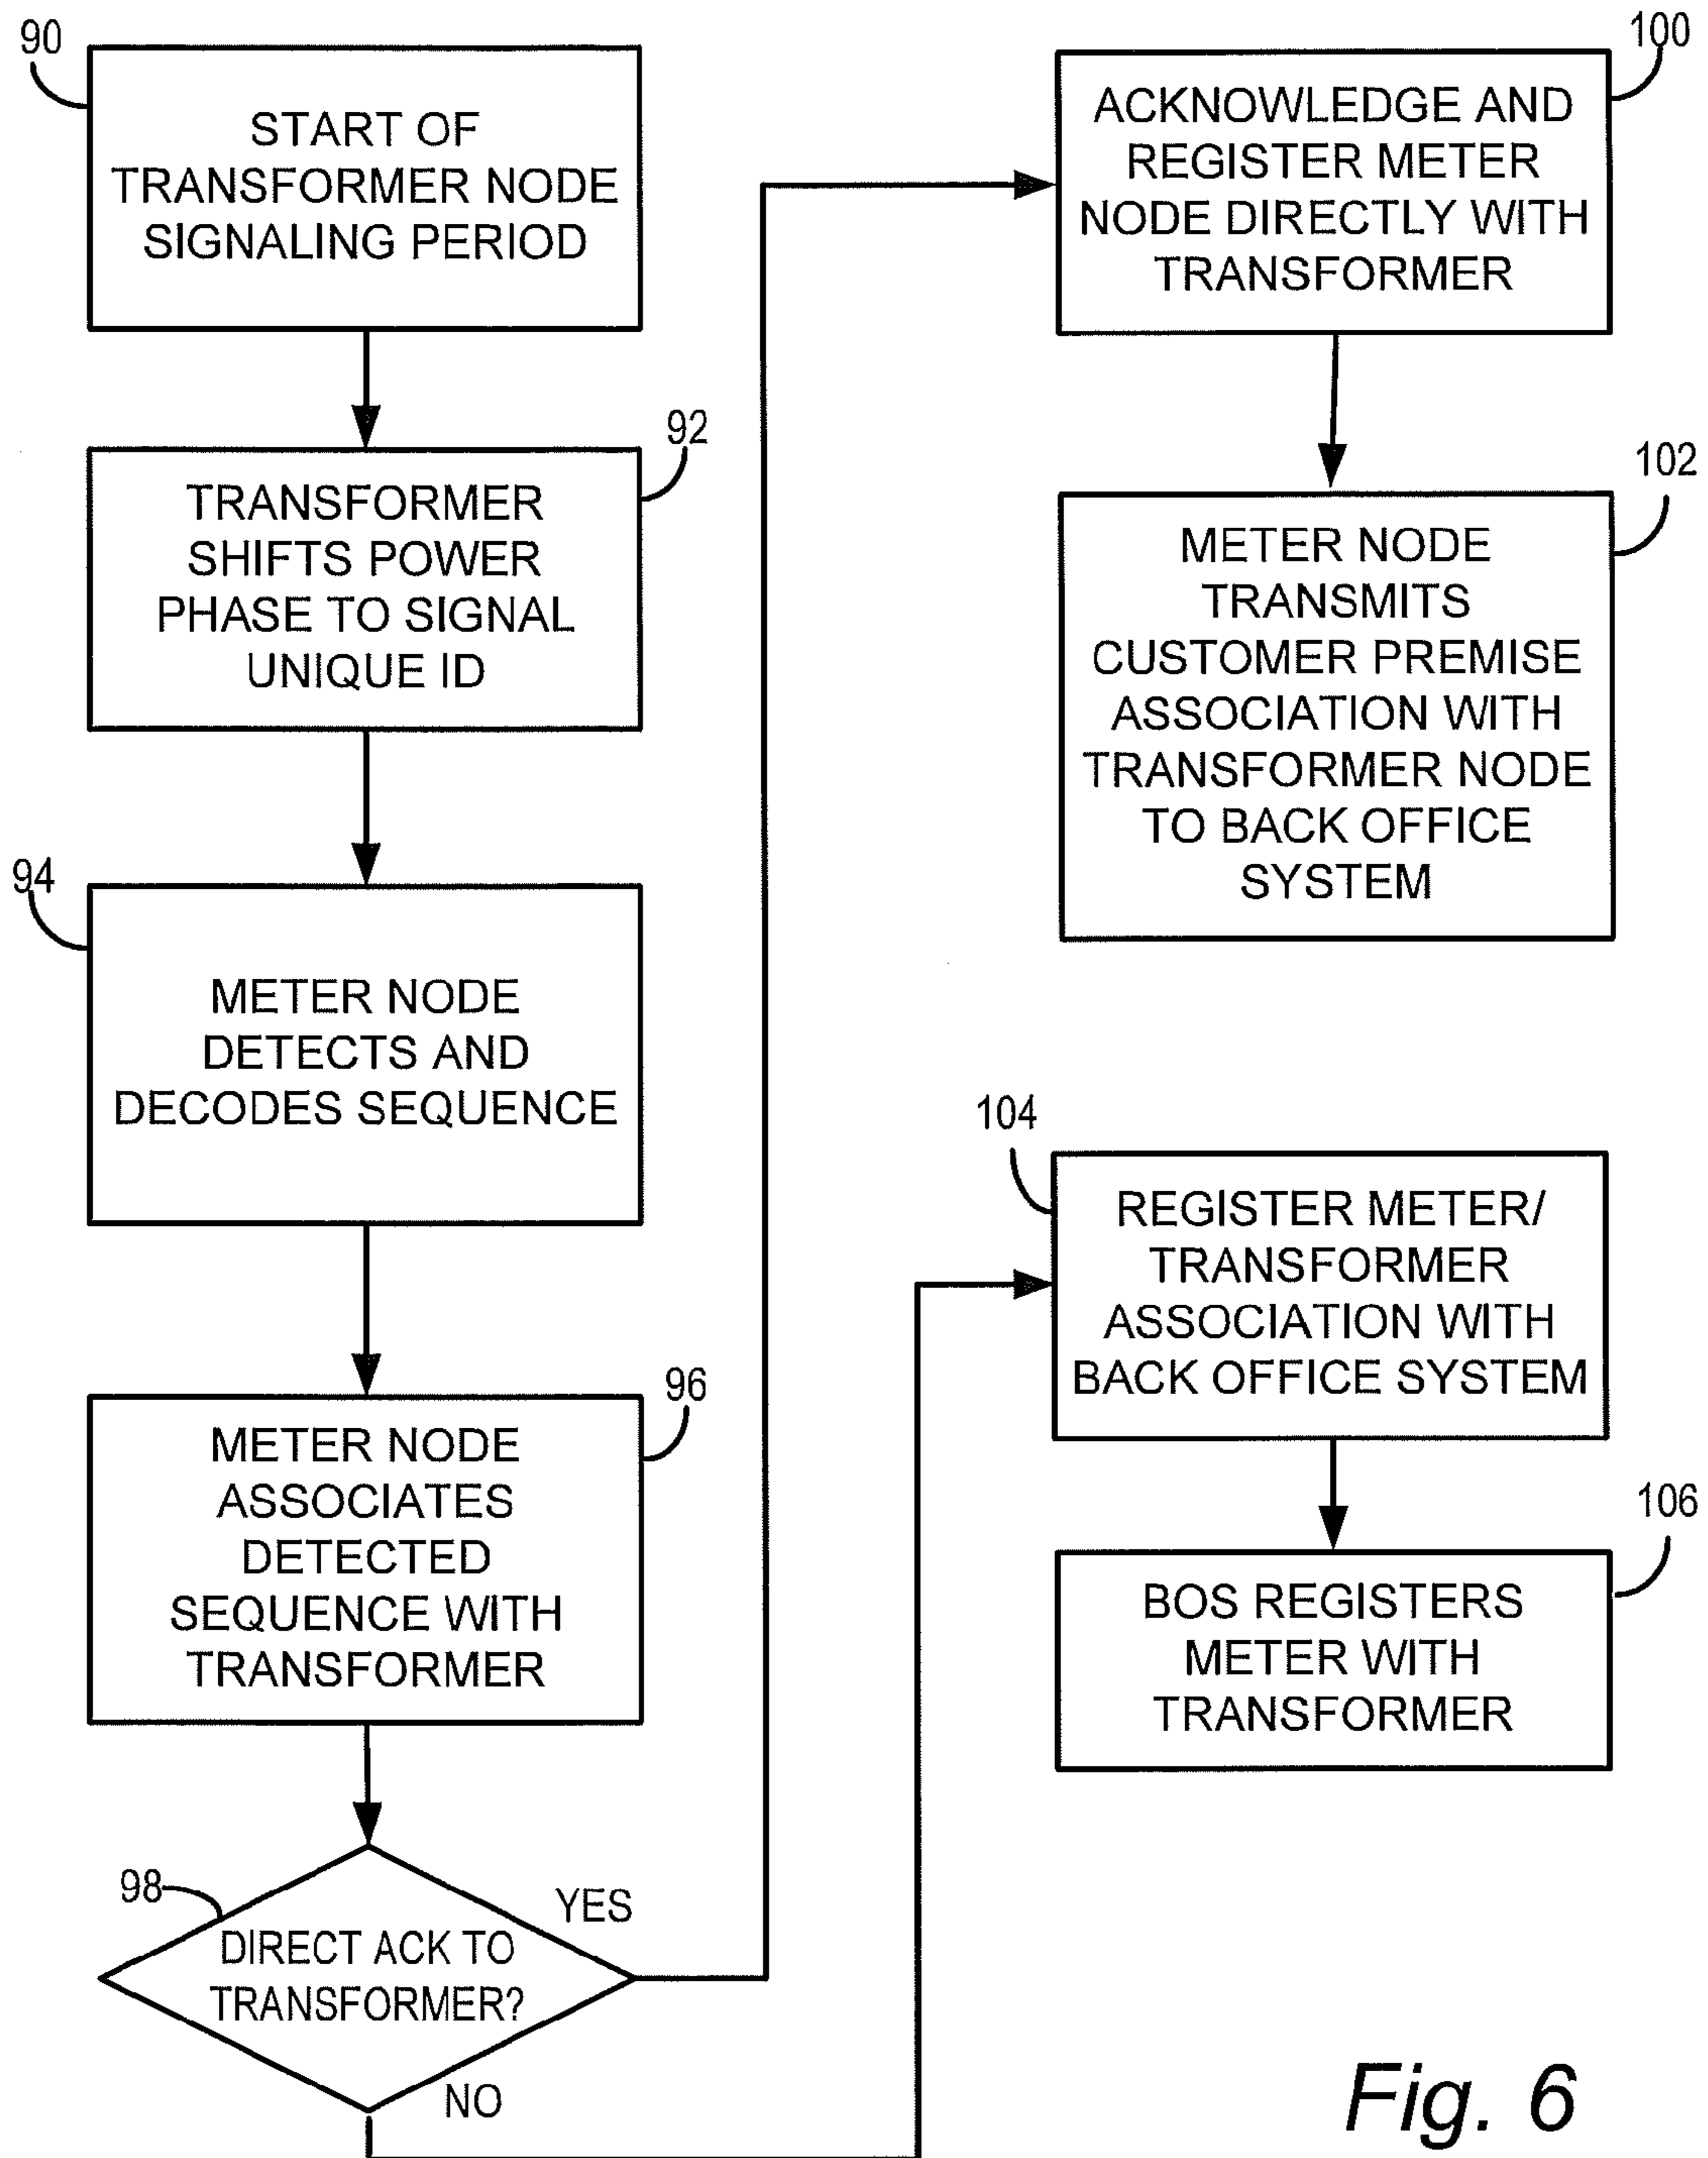 90
START OF
TRANSFORMER NODE
SIGNALING PERIOD
92
TRANSFORMER
SHIFTS POWER
PHASE TO SIGNAL
UNIQUE ID
94
METER NODE
DETECTS AND
DECODES SEQUENCE
96
METER NODE
ASSOCIATES
DETECTED
SEQUENCE WITH
TRANSFORMER
98
DIRECT ACK TO
TRANSFORMER?
YES
NO
100
ACKNOWLEDGE AND
REGISTER METER
NODE DIRECTLY WITH
TRANSFORMER
102
METER NODE
TRANSMITS
CUSTOMER PREMISE
ASSOCIATION WITH
TRANSFORMER NODE
TO BACK OFFICE
SYSTEM
104
REGISTER METER/
TRANSFORMER
ASSOCIATION WITH
BACK OFFICE SYSTEM
106
BOS REGISTERS
METER WITH
TRANSFORMER
Fig. 6